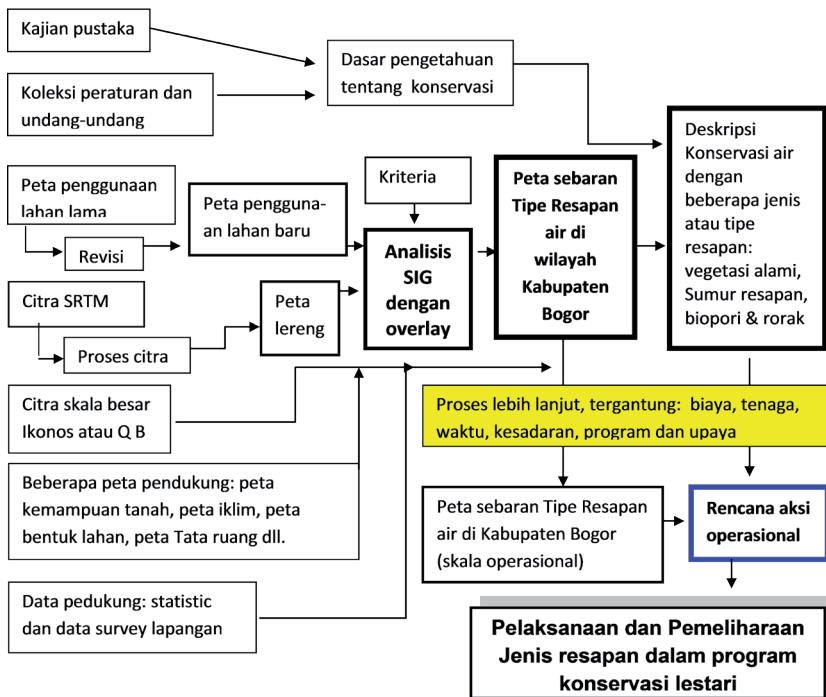 Kajian pustaka
Koleksi peraturan dan
undang-undang
Dasar pengetahuan
tentang konservasi
Peta penggunaan
lahan lama
Revisi
Peta pengguna-
an lahan baru
Kriteria
Citra SRTM
Proses citra
Peta
lereng
Analisis
SIG
dengan
overlay
Peta sebaran
Tipe Resapan
air di
wilayah
Kabupaten
Bogor
Deskripsi
Konservasi air
dengan
beberapa jenis
atau tipe
resapan:
vegetasi alami,
Sumur resapan,
biopori & rorak
Citra skala besar
Ikonos atau Q B
Beberapa peta pendukung: peta
kemampuan tanah, peta iklim, peta
bentuk lahan, peta Tata ruang dll.
Data pedukung: statistic
dan data survey lapangan
Proses lebih lanjut, tergantung: biaya, tenaga,
waktu, kesadaran, program dan upaya
Peta sebaran Tipe Resapan
air di Kabupaten Bogor
(skala operasional)
Rencana aksi
operasional
Pelaksanaan dan Pemeliharaan
Jenis resapan dalam program
konservasi lestari